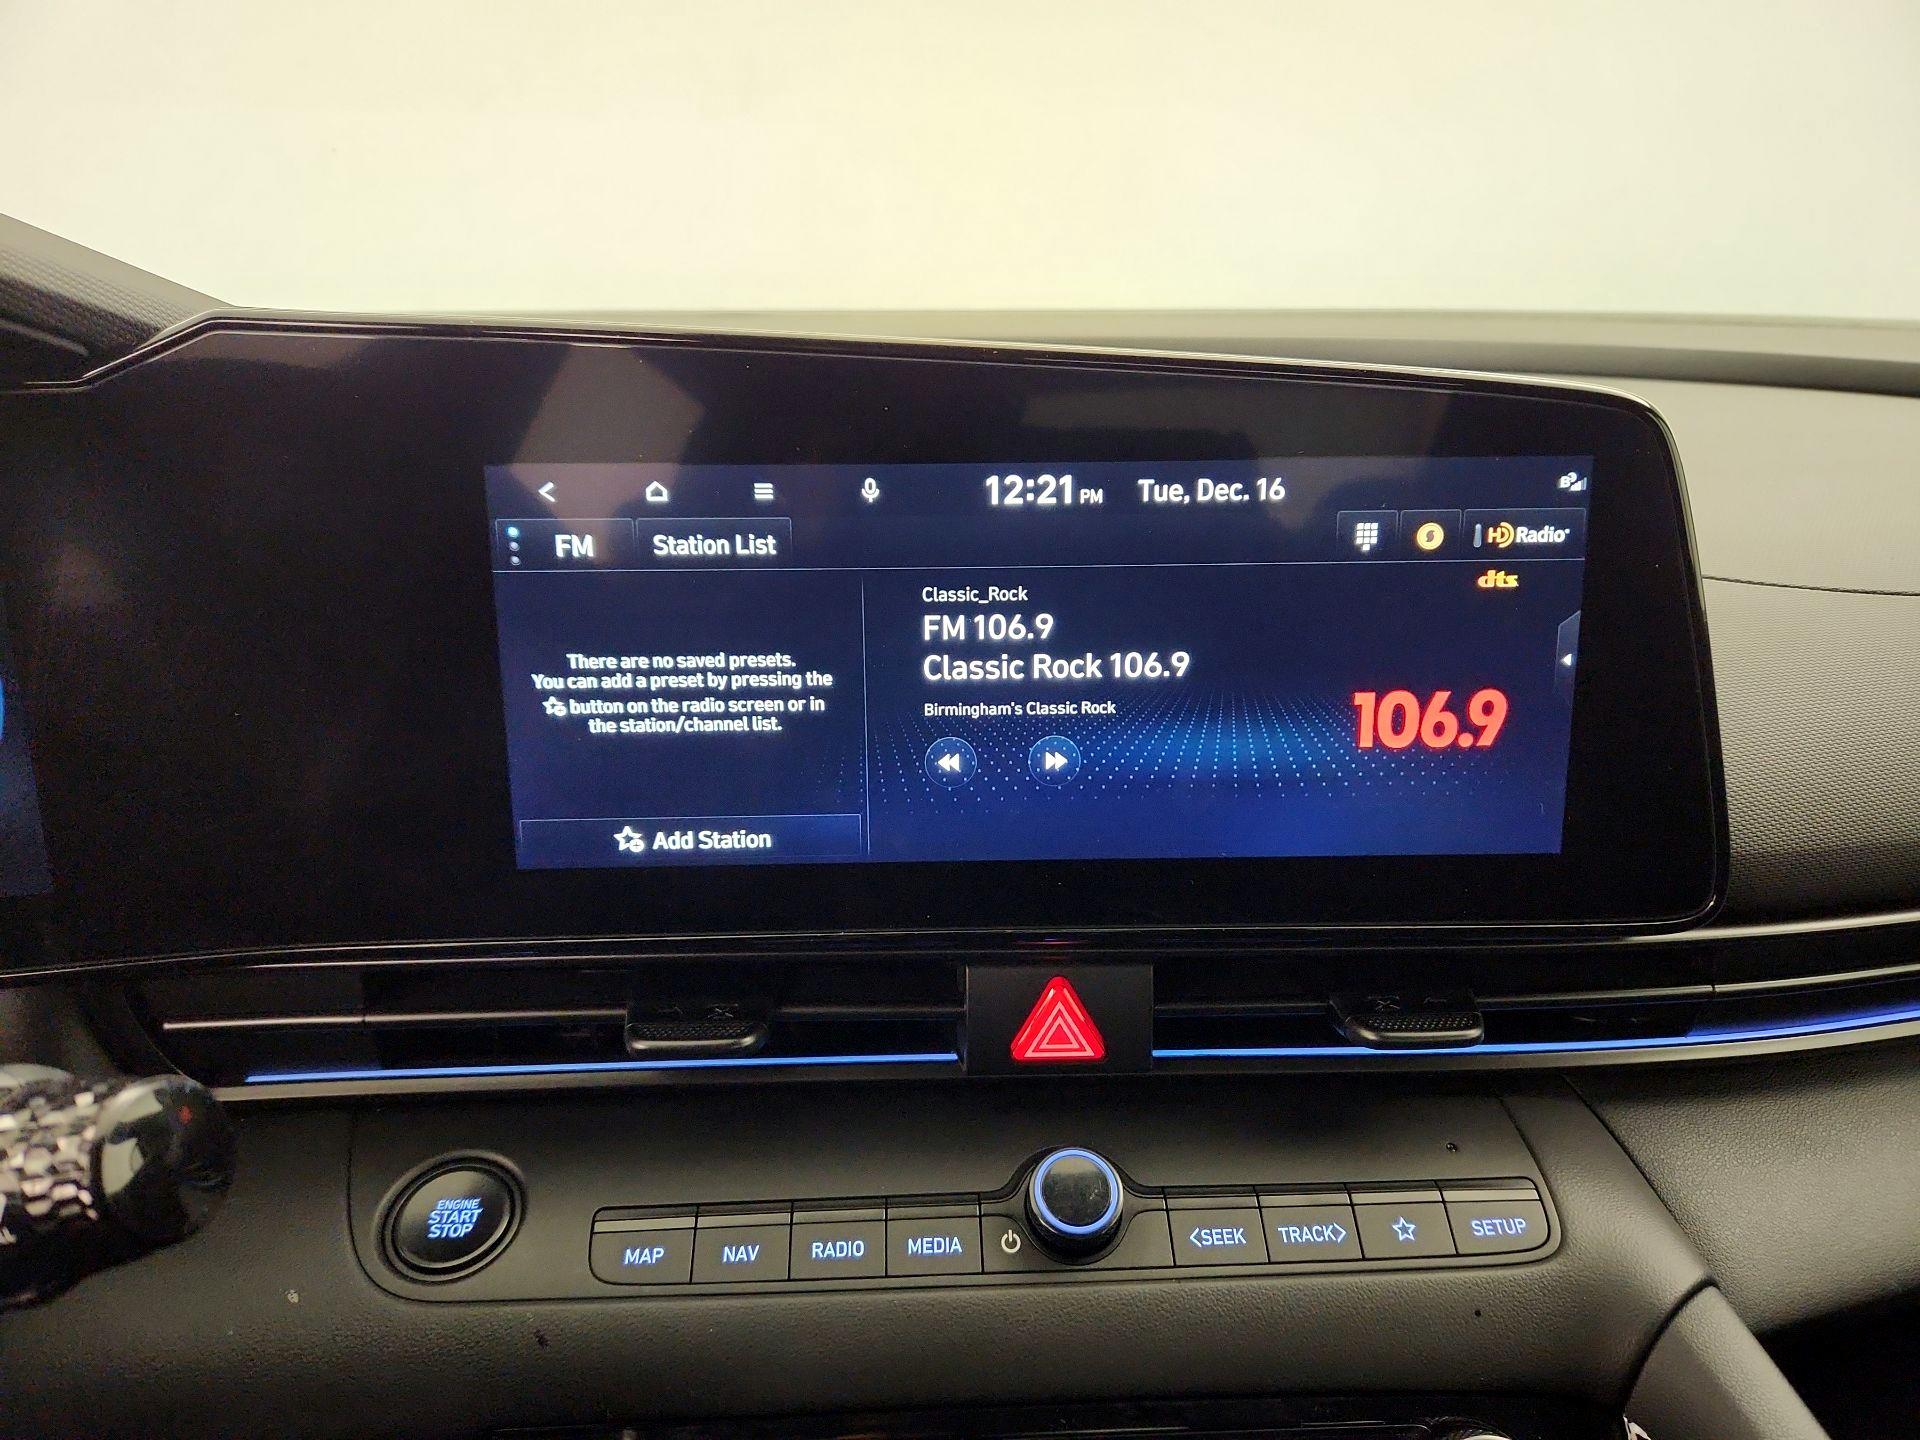 12:21 PM Tue, Dec. 16
FM Station List HD Radio
dts
Classic_Rock
FM 106.9
Classic Rock 106.9
Birmingham's Classic Rock
106.9
There are no saved presets.
You can add a preset by pressing the
button on the radio screen or in
the station/channel list.
Add Station
ENGINE
START
STOP
MAP NAV RADIO MEDIA <SEEK TRACK> SETUP